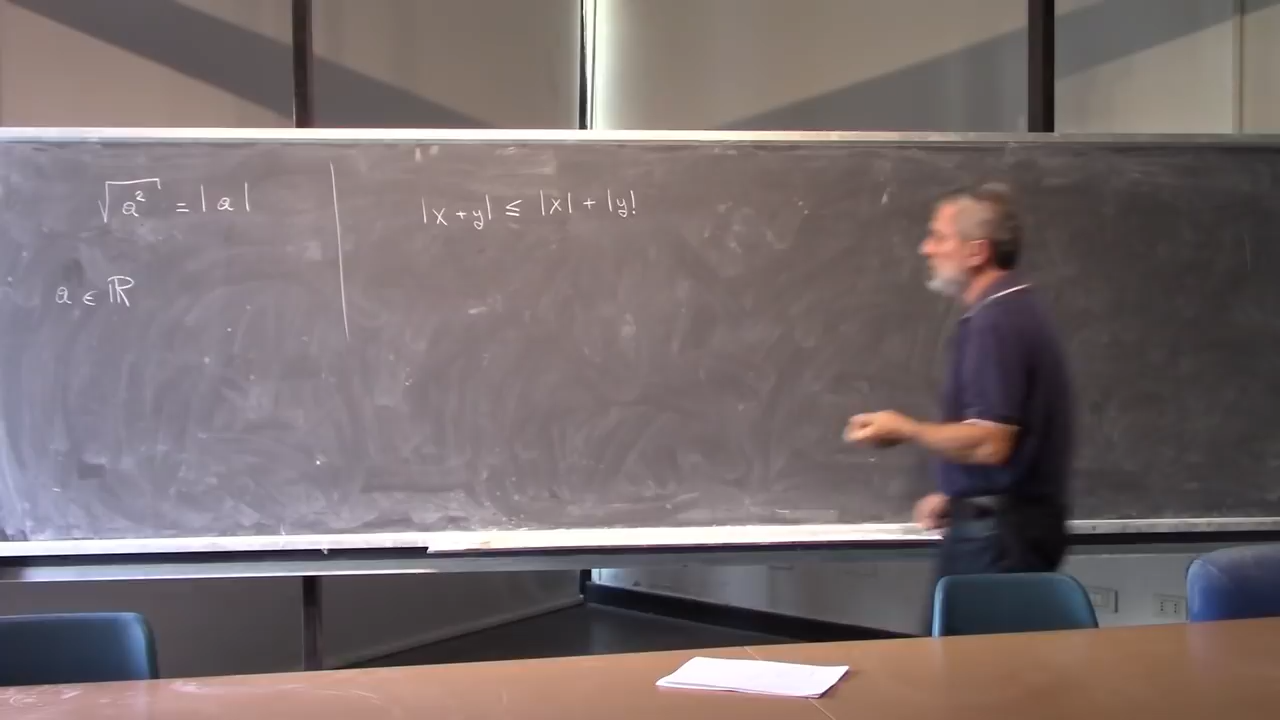 √a² = |a|
a ∈ ℝ
|x+y| ≤ |x| + |y|